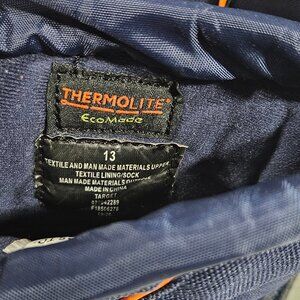 THERMOLITE®
EcoMade
13
TEXTILE AND MAN MADE MATERIALS UPPER
TEXTILE LINING/SOCK
MAN MADE MATERIALS OUTS
MADE IN CHINA
TARGET